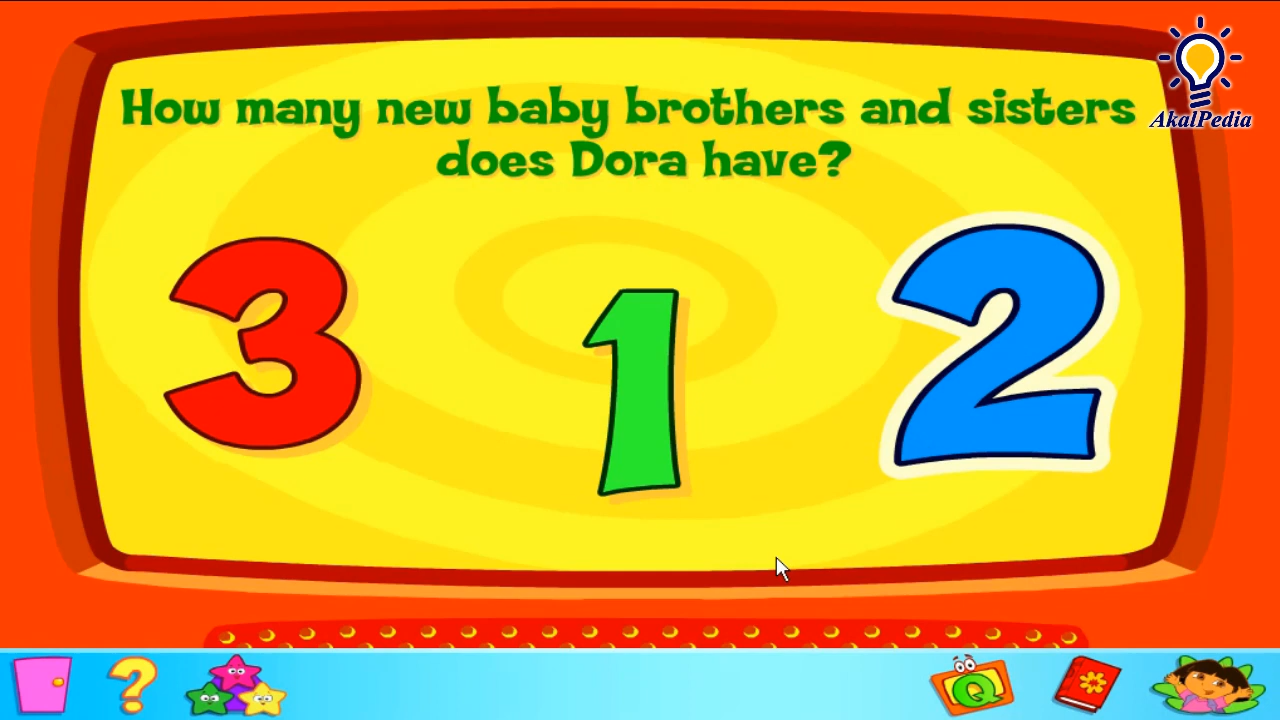 How many new baby brothers and sisters
does Dora have?
AkalPedia
3 1 2
?
Q